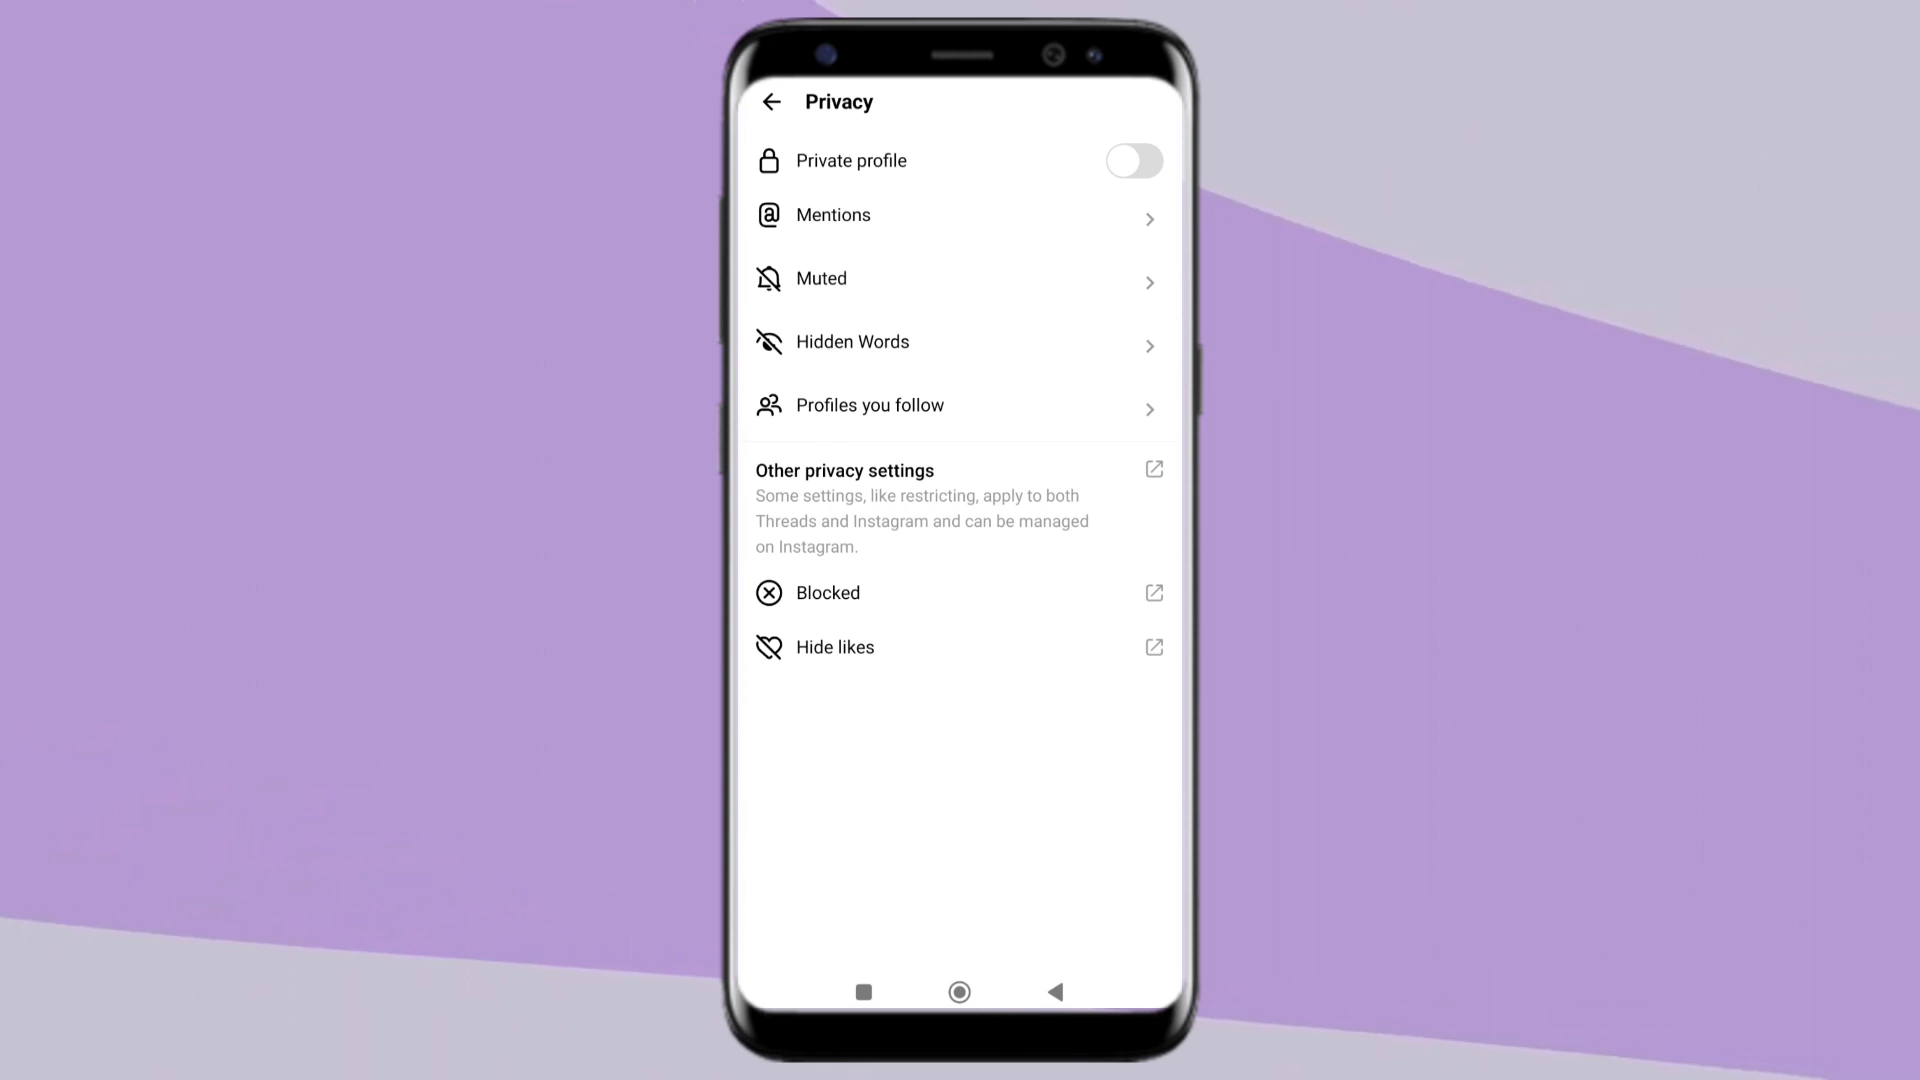 Privacy
Private profile
Mentions
Muted
Hidden Words
Profiles you follow
Other privacy settings
Some settings, like restricting, apply to both
Threads and Instagram and can be managed
on Instagram.
Blocked
Hide likes